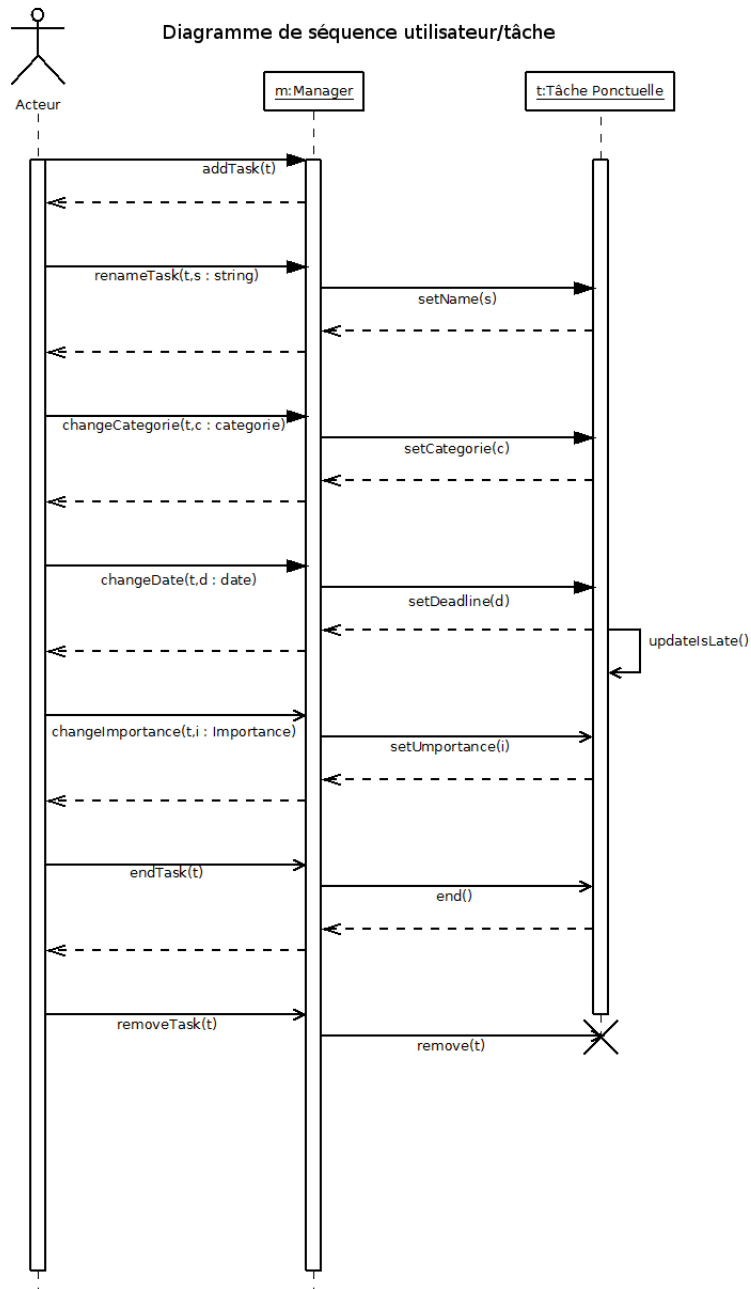 Diagramme de séquence utilisateur/tâche
Acteur
m:Manager
t:Tâche Ponctuelle
addTask(t)
renameTask(t,s : string)
setName(s)
changeCategorie(t,c : categorie)
setCategorie(c)
changeDate(t,d : date)
setDeadline(d)
updateIsLate()
changeImportance(t,i : Importance)
setUmportance(i)
endTask(t)
end()
removeTask(t)
remove(t)